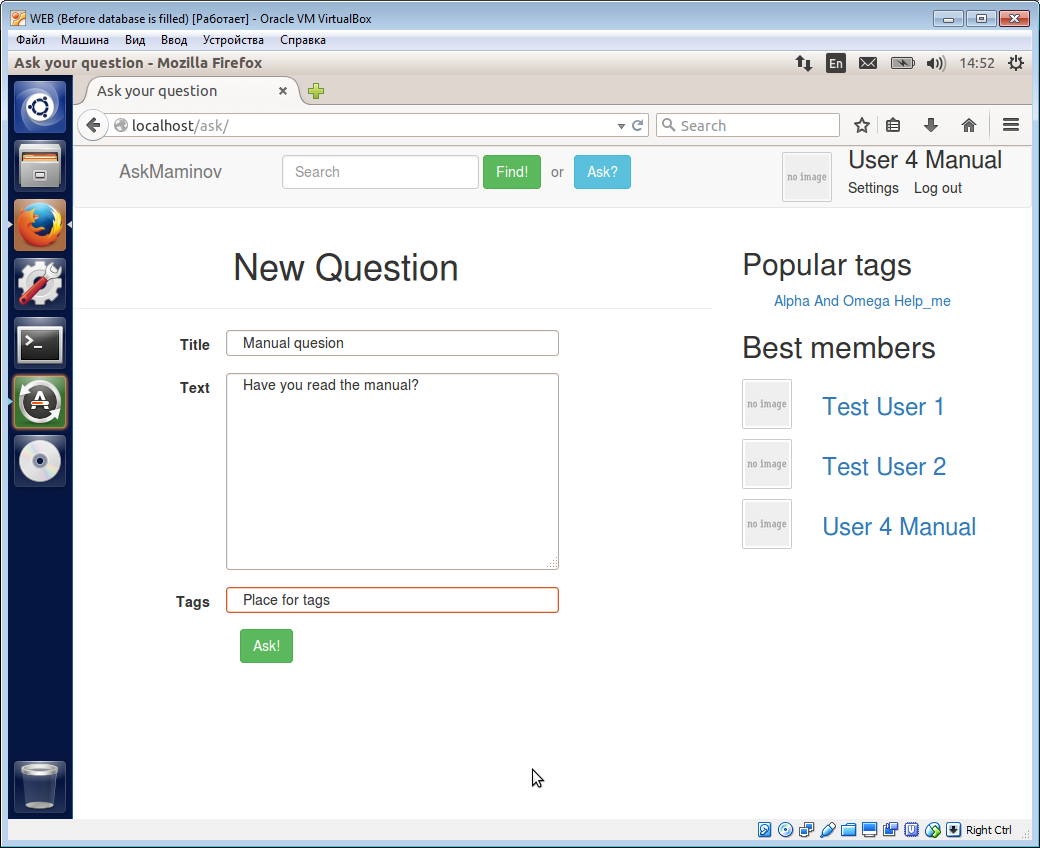 WEB (Before database is filled) [Работает] - Oracle VM VirtualBox
Файл Машина Вид Ввод Устройства Справка
Ask your question - Mozilla Firefox En 14:52
Ask your question
localhost/ask/ Search
AskMaminov Search Find! or Ask? no image User 4 Manual
Settings Log out
New Question
Popular tags
Alpha And Omega Help_me
Title Manual quesion
Best members
Text Have you read the manual?
no image Test User 1
no image Test User 2
no image User 4 Manual
Tags Place for tags
Ask!
Right Ctrl